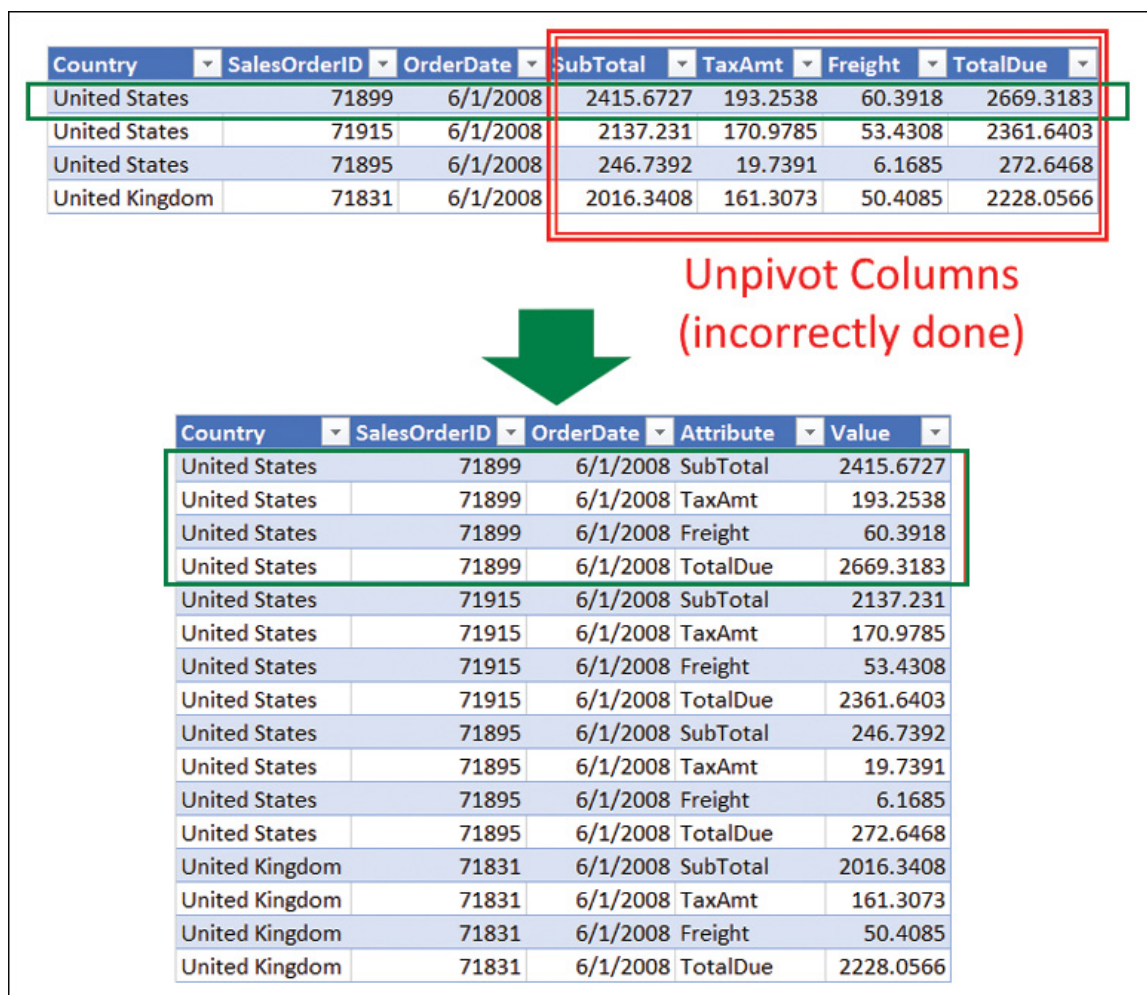 Country SalesOrderID OrderDate SubTotal TaxAmt Freight TotalDue
United States 71899 6/1/2008 2415.6727 193.2538 60.3918 2669.3183
United States 71915 6/1/2008 2137.231 170.9785 53.4308 2361.6403
United States 71895 6/1/2008 246.7392 19.7391 6.1685 272.6468
United Kingdom 71831 6/1/2008 2016.3408 161.3073 50.4085 2228.0566
Unpivot Columns
(incorrectly done)
Country SalesOrderID OrderDate Attribute Value
United States 71899 6/1/2008 SubTotal 2415.6727
United States 71899 6/1/2008 TaxAmt 193.2538
United States 71899 6/1/2008 Freight 60.3918
United States 71899 6/1/2008 TotalDue 2669.3183
United States 71915 6/1/2008 SubTotal 2137.231
United States 71915 6/1/2008 TaxAmt 170.9785
United States 71915 6/1/2008 Freight 53.4308
United States 71915 6/1/2008 TotalDue 2361.6403
United States 71895 6/1/2008 SubTotal 246.7392
United States 71895 6/1/2008 TaxAmt 19.7391
United States 71895 6/1/2008 Freight 6.1685
United States 71895 6/1/2008 TotalDue 272.6468
United Kingdom 71831 6/1/2008 SubTotal 2016.3408
United Kingdom 71831 6/1/2008 TaxAmt 161.3073
United Kingdom 71831 6/1/2008 Freight 50.4085
United Kingdom 71831 6/1/2008 TotalDue 2228.0566